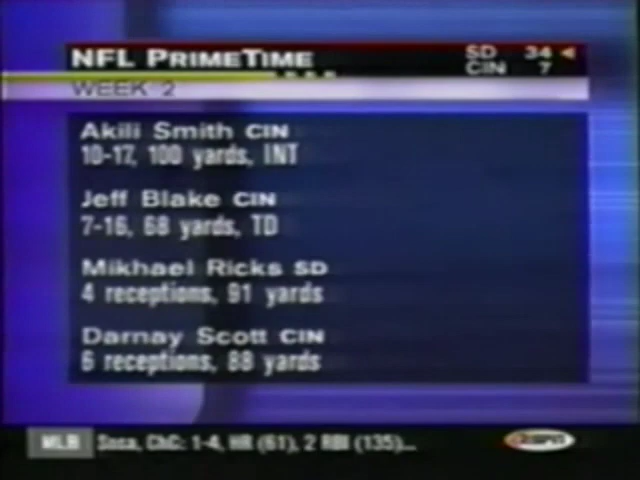 NFL PRIMETIME
SD 34
CIN 7
WEEK 2
Akili Smith CIN
10-17, 100 yards, INT
Jeff Blake CIN
7-16, 68 yards, TD
Mikhael Ricks SD
4 receptions, 91 yards
Darnay Scott CIN
6 receptions, 88 yards
MLB Sosa, ChC: 1-4, HR (61), 2 RBI (135)...
ESPN